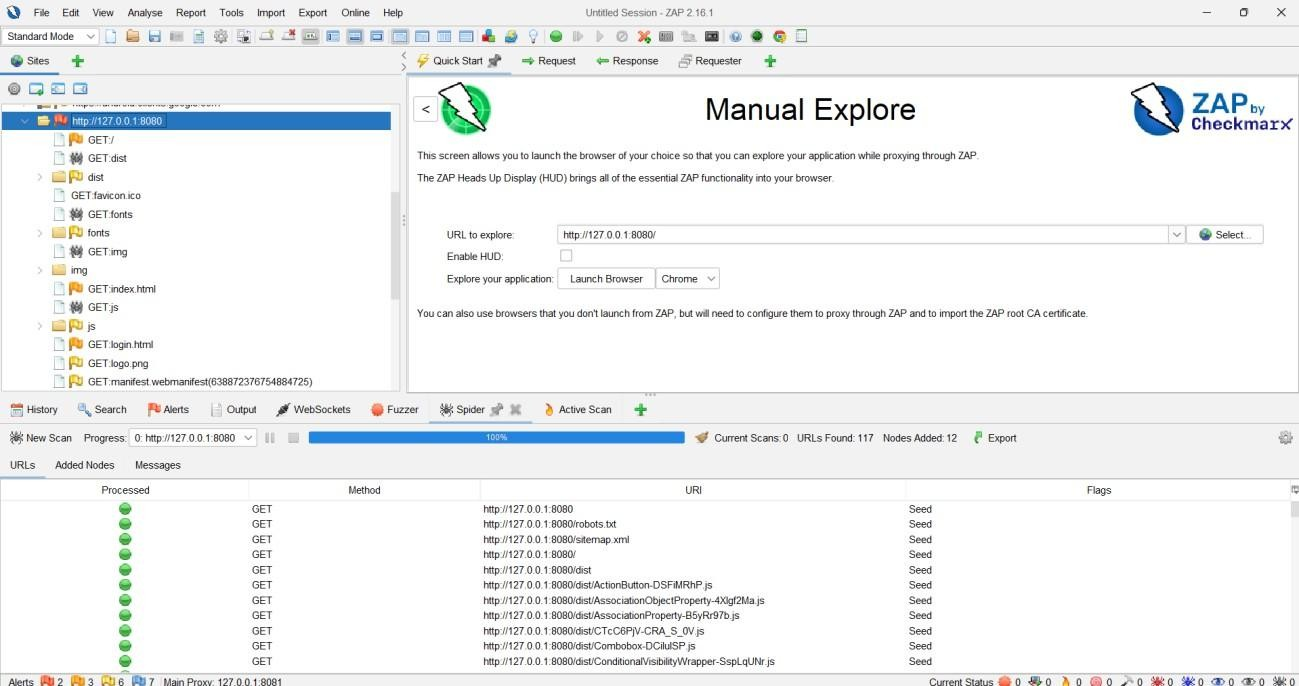 File Edit View Analyse Report Tools Import Export Online Help
Untitled Session - ZAP 2.16.1
Standard Mode
Sites
Quick Start Request Response Requester
http://127.0.0.1:8080
GET:/
GET:dist
dist
GET:favicon.ico
GET:fonts
fonts
GET:img
img
GET:index.html
GET:js
js
GET:login.html
GET:logo.png
GET:manifest.webmanifest(638872376754884725)
<
Manual Explore
ZAP by
Checkmarx
This screen allows you to launch the browser of your choice so that you can explore your application while proxying through ZAP.
The ZAP Heads Up Display (HUD) brings all of the essential ZAP functionality into your browser.
URL to explore: http://127.0.0.1:8080/ Select...
Enable HUD:
Explore your application: Launch Browser Chrome
You can also use browsers that you don't launch from ZAP, but will need to configure them to proxy through ZAP and to import the ZAP root CA certificate.
History Search Alerts Output WebSockets Fuzzer Spider Active Scan
New Scan Progress: 0: http://127.0.0.1:8080 100% Current Scans: 0 URLs Found: 117 Nodes Added: 12 Export
URLs Added Nodes Messages
Processed Method URI Flags
GET http://127.0.0.1:8080 Seed
GET http://127.0.0.1:8080/robots.txt Seed
GET http://127.0.0.1:8080/sitemap.xml Seed
GET http://127.0.0.1:8080/ Seed
GET http://127.0.0.1:8080/dist Seed
GET http://127.0.0.1:8080/dist/ActionButton-DSFiMRhP.js Seed
GET http://127.0.0.1:8080/dist/AssociationObjectProperty-4Xlgf2Ma.js Seed
GET http://127.0.0.1:8080/dist/AssociationProperty-B5yRr97b.js Seed
GET http://127.0.0.1:8080/dist/CTcC6PjV-CRA_S_0V.js Seed
GET http://127.0.0.1:8080/dist/Combobox-DCiluISP.js Seed
GET http://127.0.0.1:8080/dist/ConditionalVisibilityWrapper-SspLqUNr.js Seed
Alerts 2 3 6 7 Main Proxy: 127.0.0.1:8081 Current Status 0 0 0 0 0 0 0 0 0 0